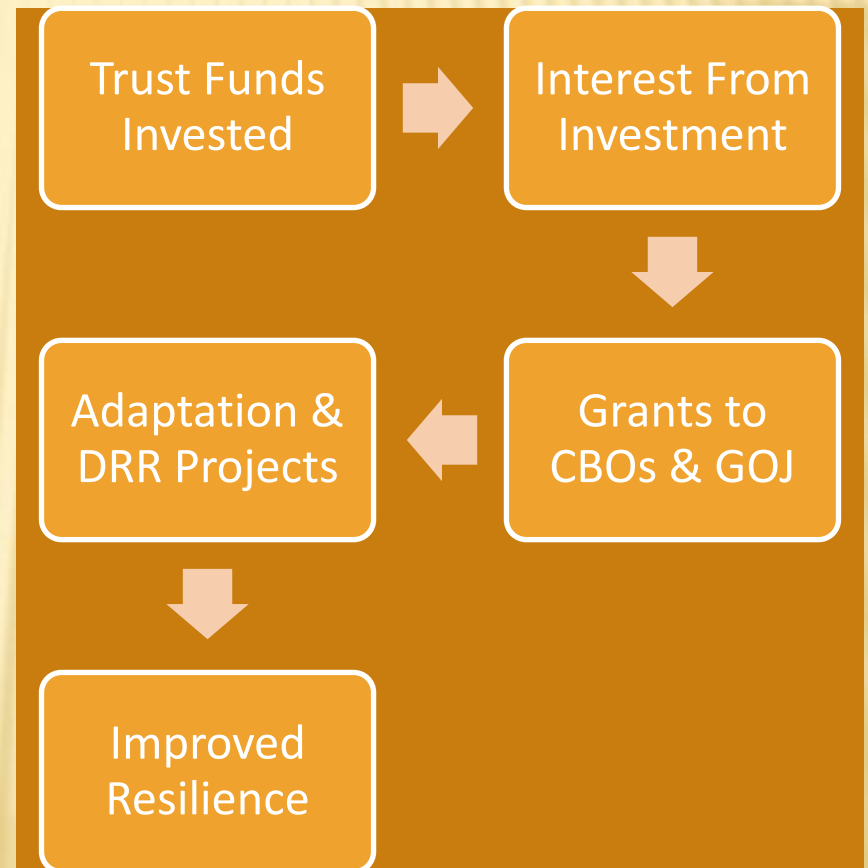 Trust Funds
Invested
Interest From
Investment
Grants to
CBOs & GOJ
Adaptation &
DRR Projects
Improved
Resilience